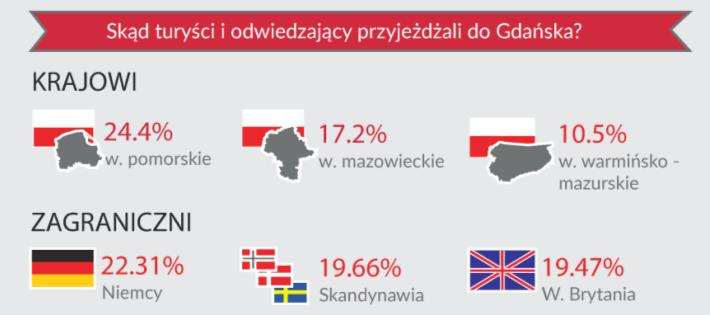 Skąd turyści i odwiedzający przyjeżdżali do Gdańska?
KRAJOWI
24.4%
w. pomorskie
17.2%
w. mazowieckie
10.5%
w. warmińsko -
mazurskie
ZAGRANICZNI
22.31%
Niemcy
19.66%
Skandynawia
19.47%
W. Brytania